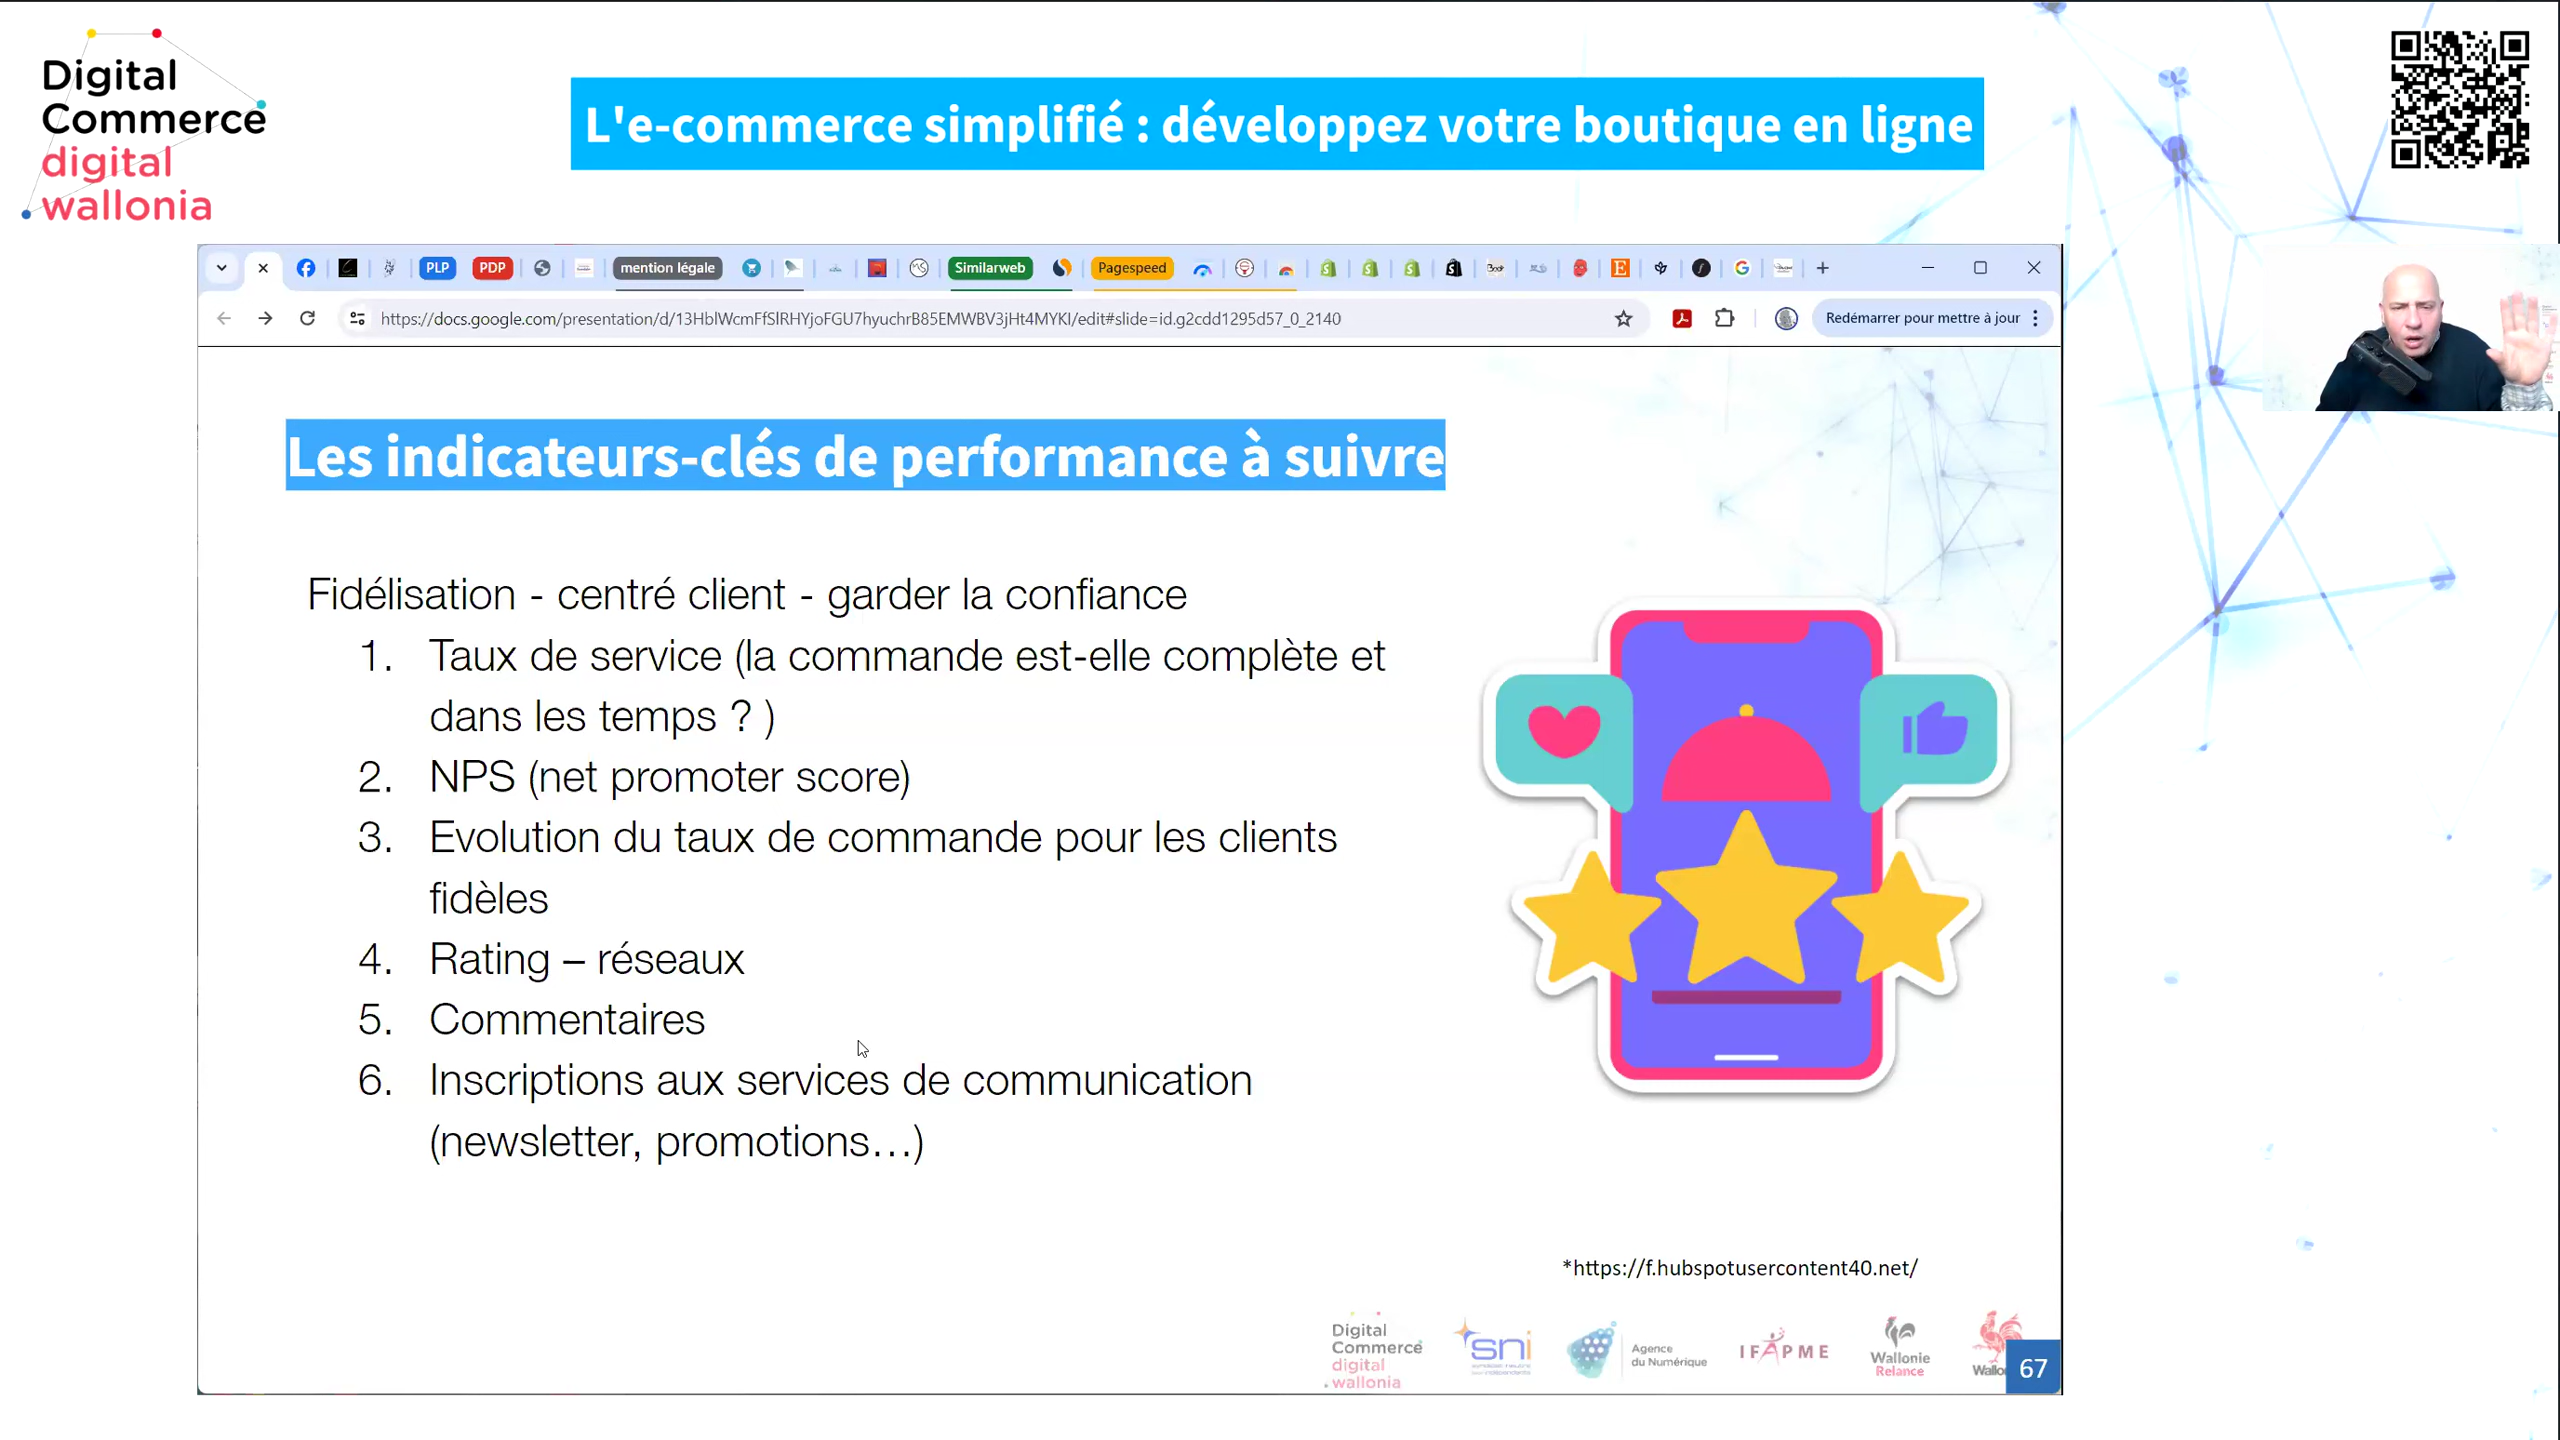 Digital
Commerce
digital
wallonia
L'e-commerce simplifié : développez votre boutique en ligne
PLP PDP mention légale Similarweb Pagespeed
https://docs.google.com/presentation/d/13HblWcmFfSlRHYjoFGU7hyuchrB85EMWBV3jHt4MYKI/edit#slide=id.g2cdd1295d57_0_2140 Redémarrer pour mettre à jour
Les indicateurs-clés de performance à suivre
Fidélisation - centré client - garder la confiance
1. Taux de service (la commande est-elle complète et
dans les temps ? )
2. NPS (net promoter score)
3. Evolution du taux de commande pour les clients
fidèles
4. Rating – réseaux
5. Commentaires
6. Inscriptions aux services de communication
(newsletter, promotions…)
*https://f.hubspotusercontent40.net/
Digital
Commerce
digital
wallonia
sni
Agence
du Numérique
IFAPME
Wallonie
Relance
67